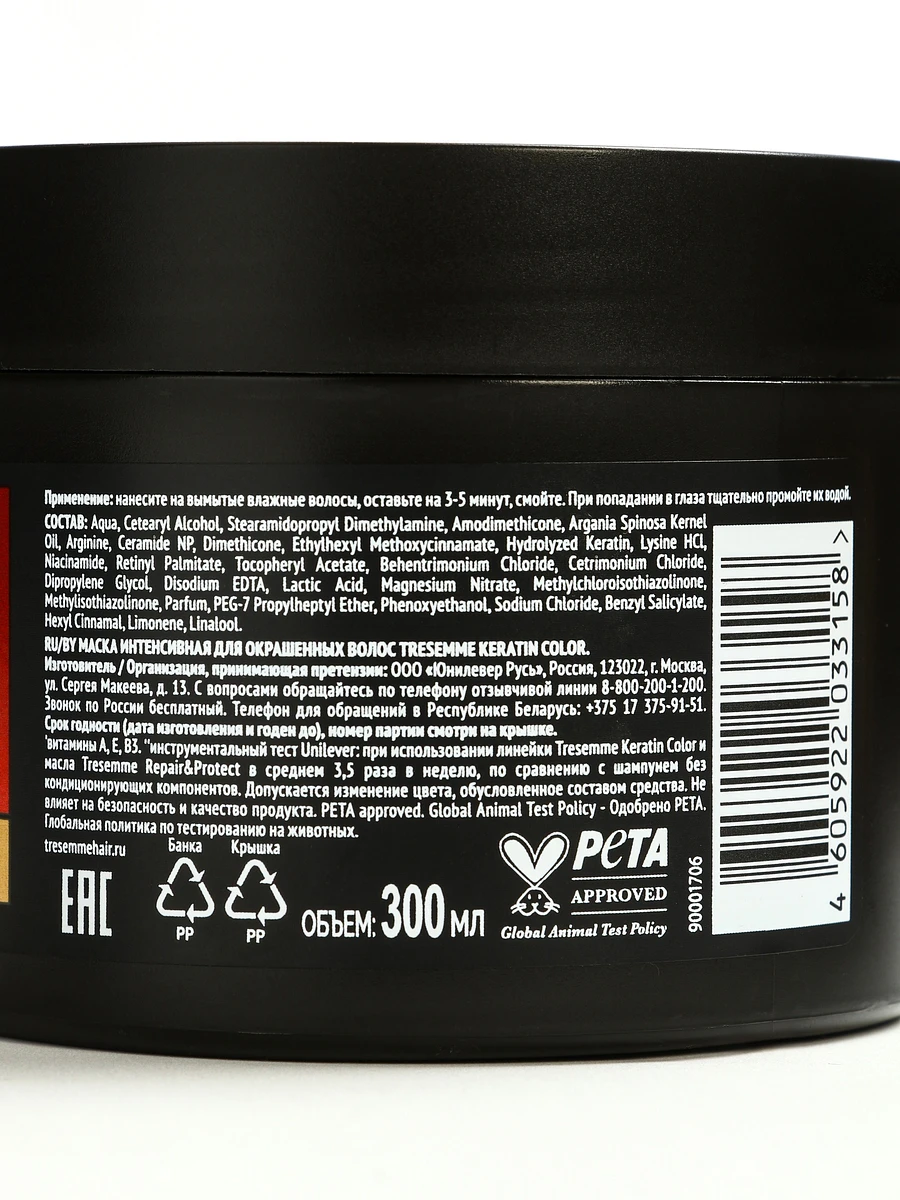 Применение: нанесите на вымытые влажные волосы, оставьте на 3-5 минут, смойте. При попадании в глаза тщательно промойте их водой.
СОСТАВ: Aqua, Cetearyl Alcohol, Stearamidopropyl Dimethylamine, Amodimethicone, Argania Spinosa Kernel
Oil, Arginine, Ceramide NP, Dimethicone, Ethylhexyl Methoxycinnamate, Hydrolyzed Keratin, Lysine HCl,
Niacinamide, Retinyl Palmitate, Tocopheryl Acetate, Behentrimonium Chloride, Cetrimonium Chloride,
Dipropylene Glycol, Disodium EDTA, Lactic Acid, Magnesium Nitrate, Methylchloroisothiazolinone,
Methylisothiazolinone, Parfum, PEG-7 Propylheptyl Ether, Phenoxyethanol, Sodium Chloride, Benzyl Salicylate,
Hexyl Cinnamal, Limonene, Linalool.
RU/BY МАСКА ИНТЕНСИВНАЯ ДЛЯ ОКРАШЕННЫХ ВОЛОС TRESEMME KERATIN COLOR.
Изготовитель / Организация, принимающая претензии: ООО «Юнилевер Русь», Россия, 123022, г. Москва,
ул. Сергея Макеева, д. 13. С вопросами обращайтесь по телефону отзывчивой линии 8-800-200-1-200.
Звонок по России бесплатный. Телефон для обращений в Республике Беларусь: +375 17 375-91-51.
Срок годности (дата изготовления и годен до), номер партии смотри на крышке.
*витамины А, Е, В3. **инструментальный тест Unilever: при использовании линейки Tresemme Keratin Color и
масла Tresemme Repair&Protect в среднем 3,5 раза в неделю, по сравнению с шампунем без
кондиционирующих компонентов. Допускается изменение цвета, обусловленное составом средства. Не
влияет на безопасность и качество продукта. PETA approved. Global Animal Test Policy - Одобрено PETA.
Глобальная политика по тестированию на животных.
tresemmehair.ru
Банка Крышка
EAC
PP PP
ОБЪЕМ: 300 МЛ
PETA
APPROVED
Global Animal Test Policy
90001706
4 605922 033158 >